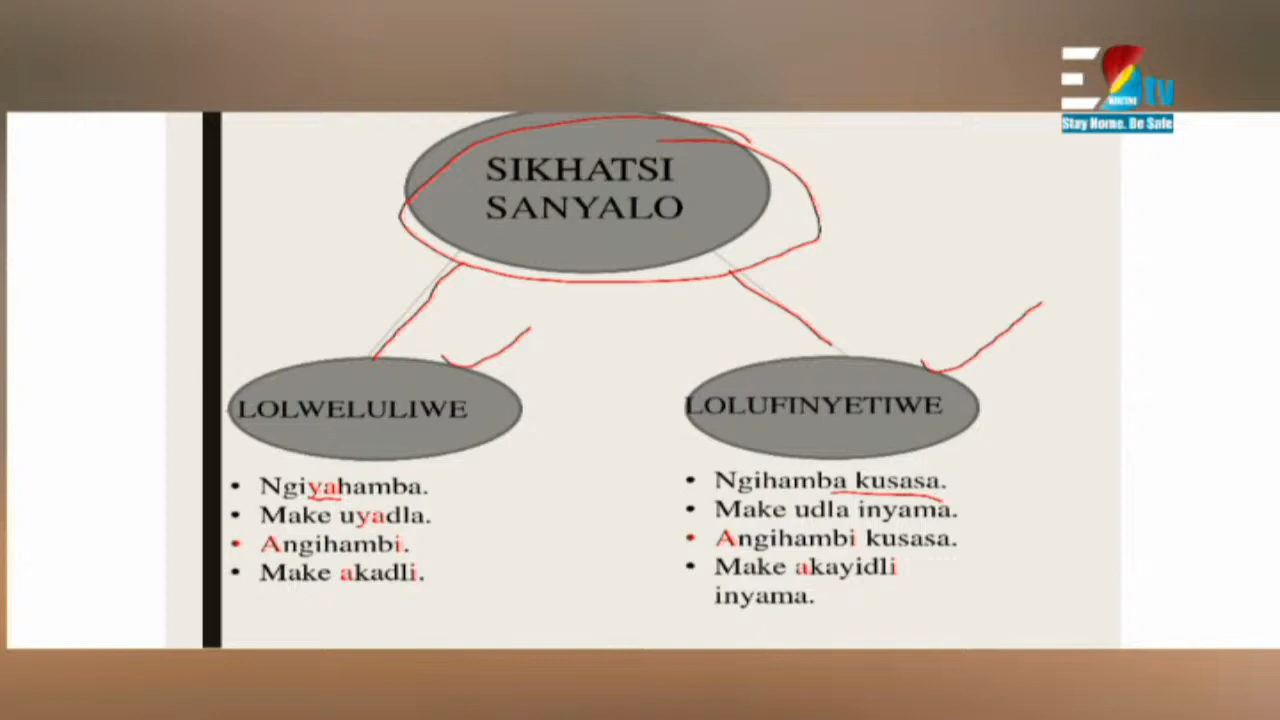 tv
Stay Home. Be Safe
SIKHATSI
SANYALO
LOLWELULIWE
LOLUFINYETIWE
• Ngiyahamba.
• Make uyadla.
• Angihambi.
• Make akadli.
• Ngihamba kusasa.
• Make udla inyama.
• Angihambi kusasa.
• Make akayidli
inyama.